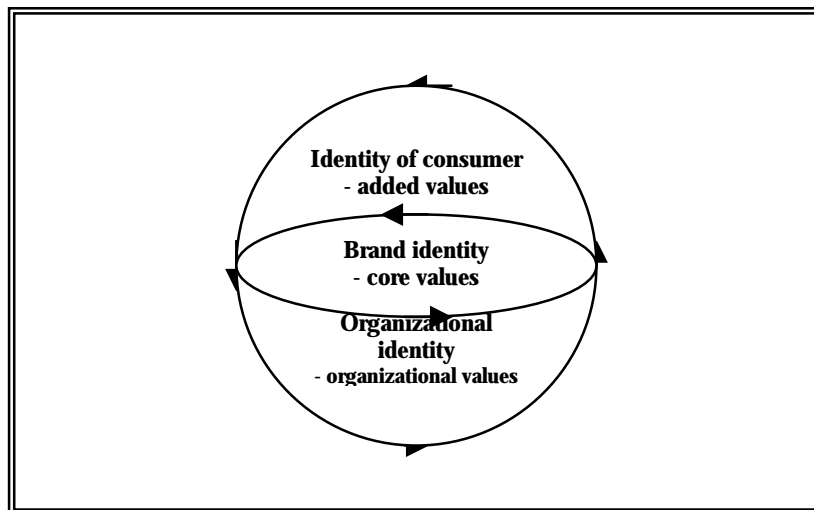 Identity of consumer
- added values
Brand identity
- core values
Organizational
identity
- organizational values